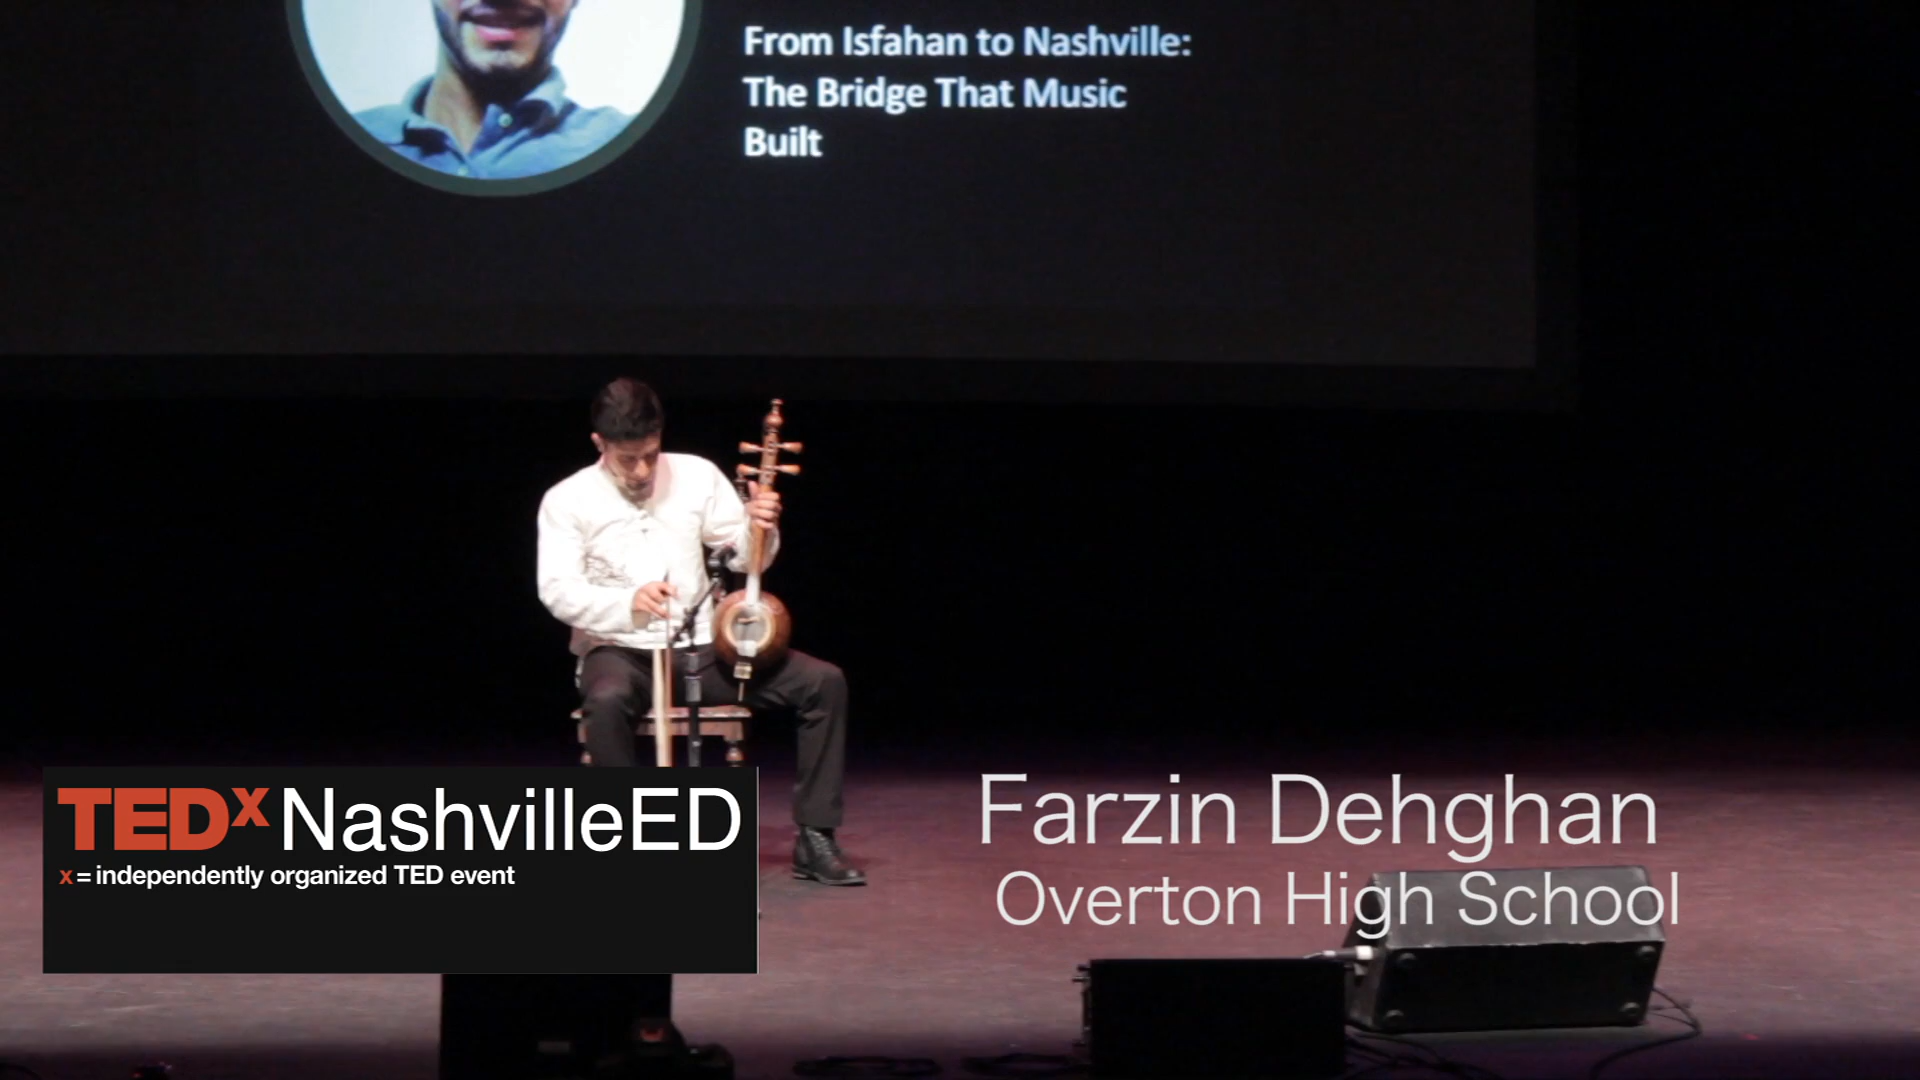 From Isfahan to Nashville:
The Bridge That Music
Built
TEDx NashvilleED
x = independently organized TED event
Farzin Dehghan
Overton High School